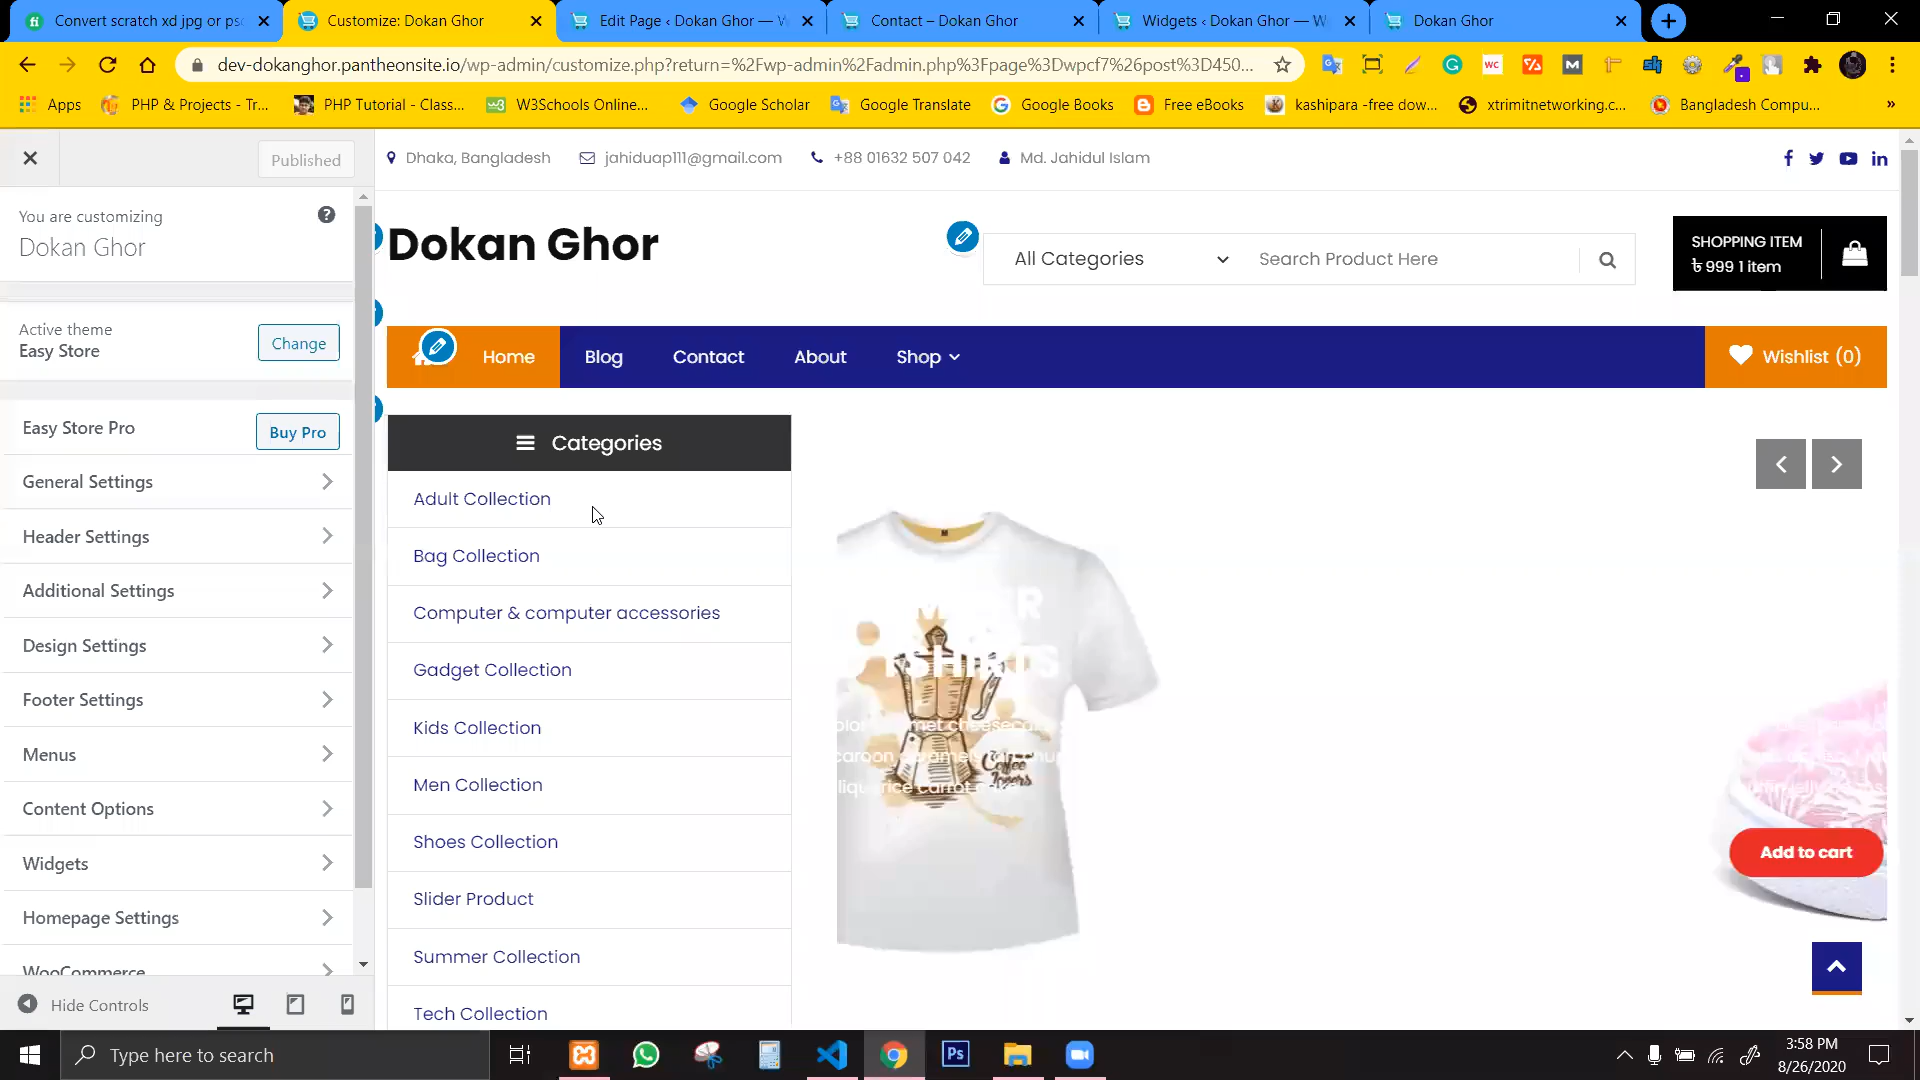 Convert scratch xd jpg or psd
Customize: Dokan Ghor
Edit Page ‹ Dokan Ghor — W
Contact – Dokan Ghor
Widgets ‹ Dokan Ghor — W
Dokan Ghor
dev-dokanghor.pantheonsite.io/wp-admin/customize.php?return=%2Fwp-admin%2Fadmin.php%3Fpage%3Dwpcf7%26post%3D450...
Apps
PHP & Projects - Tr...
PHP Tutorial - Class...
W3Schools Online...
Google Scholar
Google Translate
Google Books
Free eBooks
kashipara -free dow...
xtrimitnetworking.c...
Bangladesh Compu...
»
Published
Dhaka, Bangladesh
jahiduap111@gmail.com
+88 01632 507 042
Md. Jahidul Islam
You are customizing
Dokan Ghor
Active theme
Easy Store
Change
Easy Store Pro
Buy Pro
General Settings
Header Settings
Additional Settings
Design Settings
Footer Settings
Menus
Content Options
Widgets
Homepage Settings
WooCommerce
Hide Controls
Dokan Ghor
All Categories
Search Product Here
SHOPPING ITEM
৳ 999 1 item
Home
Blog
Contact
About
Shop
Wishlist (0)
Categories
Adult Collection
Bag Collection
Computer & computer accessories
Gadget Collection
Kids Collection
Men Collection
Shoes Collection
Slider Product
Summer Collection
Tech Collection
TSHIRTS
Coffee
lovers
carrot cake
Add to cart
Type here to search
3:58 PM
8/26/2020